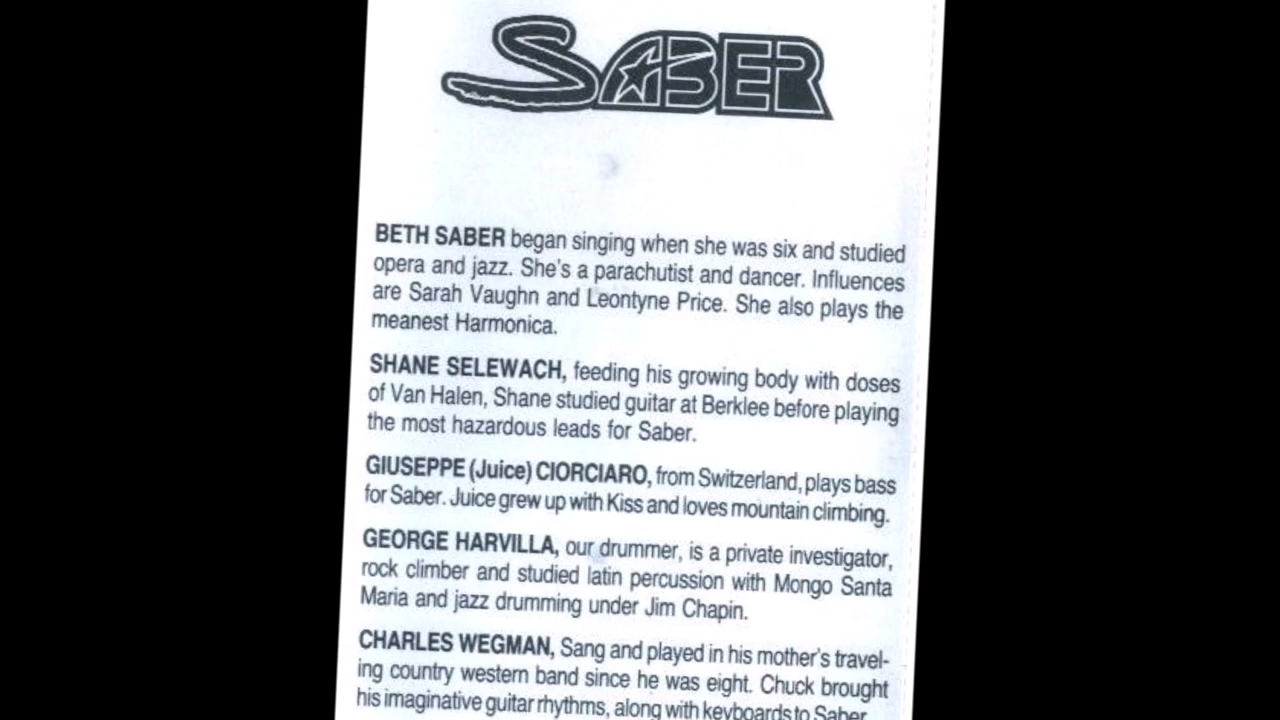 SABER
BETH SABER began singing when she was six and studied
opera and jazz. She's a parachutist and dancer. Influences
are Sarah Vaughn and Leontyne Price. She also plays the
meanest Harmonica.
SHANE SELEWACH, feeding his growing body with doses
of Van Halen, Shane studied guitar at Berklee before playing
the most hazardous leads for Saber.
GIUSEPPE (Juice) CIORCIARO, from Switzerland, plays bass
for Saber. Juice grew up with Kiss and loves mountain climbing.
GEORGE HARVILLA, our drummer, is a private investigator,
rock climber and studied latin percussion with Mongo Santa
Maria and jazz drumming under Jim Chapin.
CHARLES WEGMAN, Sang and played in his mother's travel-
ing country western band since he was eight. Chuck brought
his imaginative guitar rhythms, along with keyboards to Saber.